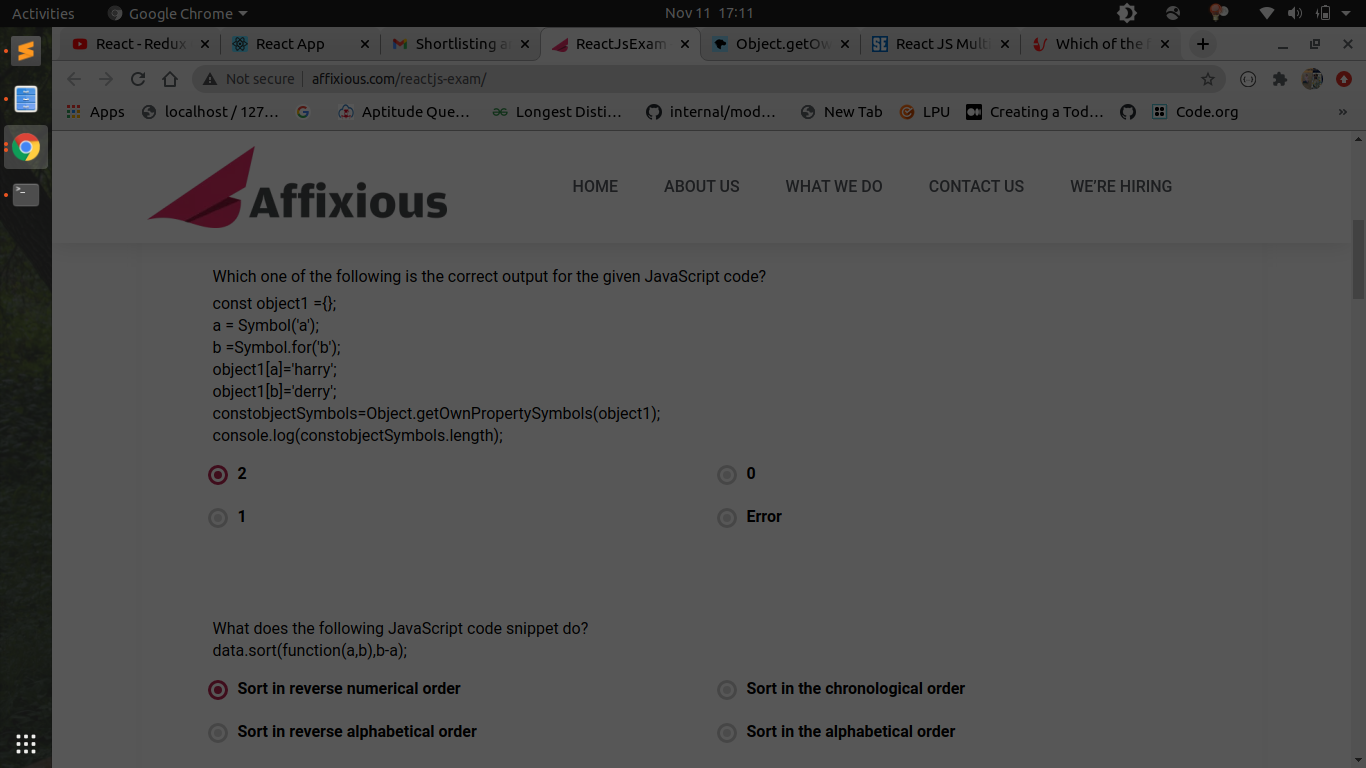 Activities
Google Chrome
Nov 11 17:11
React - Redux
React App
Shortlisting a
ReactJsExam
Object.getOw
React JS Multi
Which of the
Not secure
affixious.com/reactjs-exam/
Apps
localhost / 127...
Aptitude Que...
Longest Disti...
internal/mod...
New Tab
LPU
Creating a Tod...
Code.org
»
Affixious
HOME
ABOUT US
WHAT WE DO
CONTACT US
WE'RE HIRING
Which one of the following is the correct output for the given JavaScript code?
const object1 ={};
a = Symbol('a');
b =Symbol.for('b');
object1[a]='harry';
object1[b]='derry';
constobjectSymbols=Object.getOwnPropertySymbols(object1);
console.log(constobjectSymbols.length);
2
0
1
Error
What does the following JavaScript code snippet do?
data.sort(function(a,b),b-a);
Sort in reverse numerical order
Sort in the chronological order
Sort in reverse alphabetical order
Sort in the alphabetical order